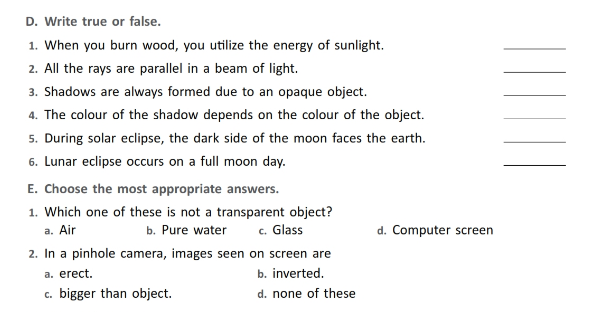 D. Write true or false.
1. When you burn wood, you utilize the energy of sunlight.
2. All the rays are parallel in a beam of light.
3. Shadows are always formed due to an opaque object.
4. The colour of the shadow depends on the colour of the object.
5. During solar eclipse, the dark side of the moon faces the earth.
6. Lunar eclipse occurs on a full moon day.
E. Choose the most appropriate answers.
1. Which one of these is not a transparent object?
a. Air b. Pure water c. Glass d. Computer screen
2. In a pinhole camera, images seen on screen are
a. erect. b. inverted.
c. bigger than object. d. none of these